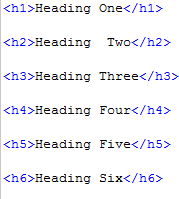 <h1>Heading One</h1>
<h2>Heading  Two</h2>
<h3>Heading Three</h3>
<h4>Heading Four</h4>
<h5>Heading Five</h5>
<h6>Heading Six</h6>